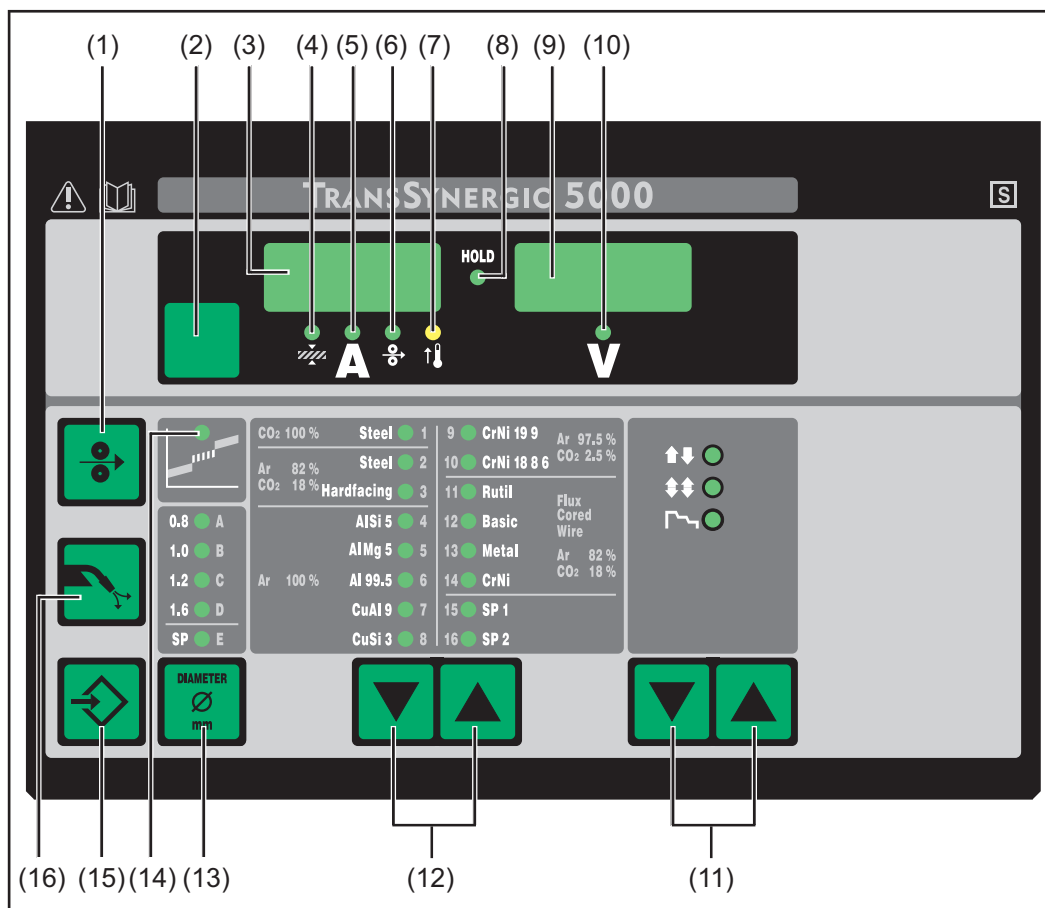 (1) (2) (3) (4) (5) (6) (7) (8) (9) (10)
TRANSSYNERGIC 5000
S
HOLD
A
V
CO2 100 % Steel 1 9 CrNi 19 9 Ar 97.5 %
Ar 82 % Steel 2 10 CrNi 18 8 6 CO2 2.5 %
CO2 18 % Hardfacing 3 11 Rutil Flux
0.8 A AlSi 5 4 12 Basic Cored
1.0 B AlMg 5 5 13 Metal Wire
1.2 C Ar 100 % Al 99.5 6 14 CrNi Ar 82 %
1.6 D CuAl 9 7 15 SP 1 CO2 18 %
SP E CuSi 3 8 16 SP 2
DIAMETER
Ø
mm
(16) (15) (14) (13) (12) (11)